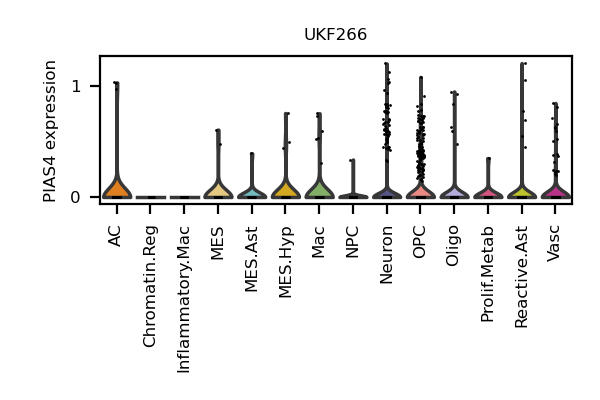 UKF266
PIAS4 expression
1
0
AC
Chromatin.Reg
Inflammatory.Mac
MES
MES.Ast
MES.Hyp
Mac
NPC
Neuron
OPC
Oligo
Prolif.Metab
Reactive.Ast
Vasc